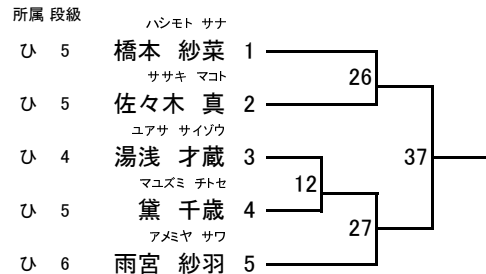 所属 段級
ハシモト サナ
ひ 5 橋本 紗菜 1
26
ササキ マコト
ひ 5 佐々木 真 2
ユアサ サイゾウ
ひ 4 湯浅 才蔵 3
37
12
マユズミ チトセ
ひ 5 黛 千歳 4
27
アメミヤ サワ
ひ 6 雨宮 紗羽 5